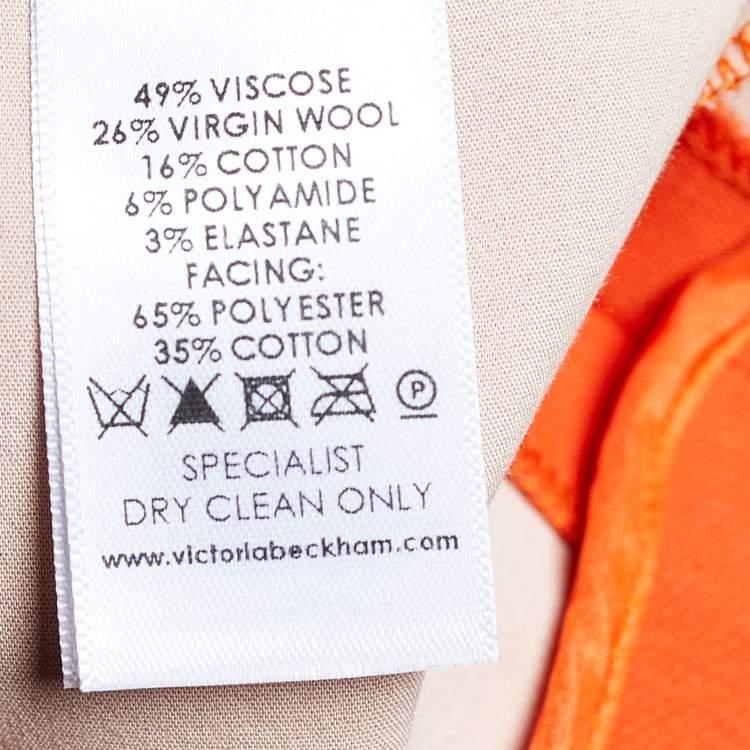 49% VISCOSE
26% VIRGIN WOOL
16% COTTON
6% POLYAMIDE
3% ELASTANE
FACING:
65% POLYESTER
35% COTTON
P
SPECIALIST
DRY CLEAN ONLY
www.victoriabeckham.com